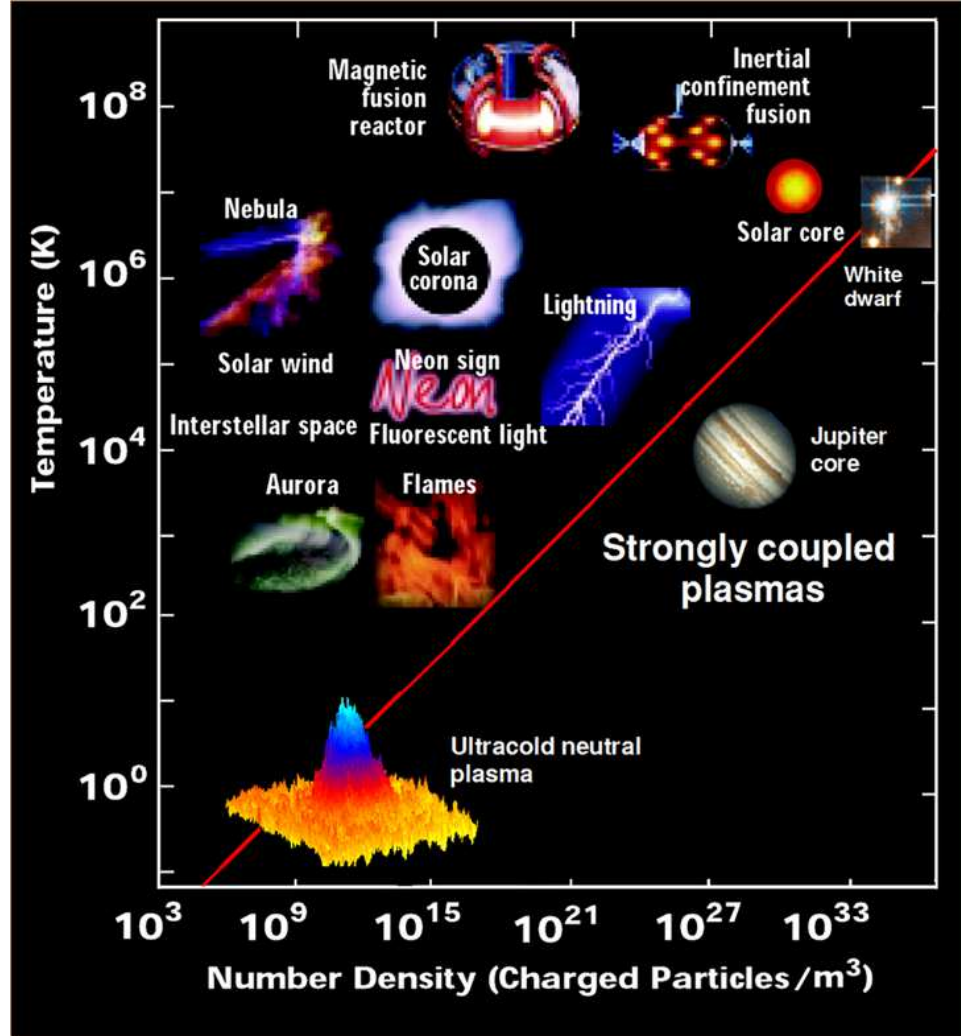 Magnetic
fusion
reactor
Inertial
confinement
fusion
10⁸
Nebula
Solar
corona
Solar core
White
dwarf
10⁶
Lightning
Solar wind
Neon sign
Neon
Interstellar space
Fluorescent light
10⁴
Jupiter
core
Aurora
Flames
Strongly coupled
plasmas
10²
Ultracold neutral
plasma
10⁰
Temperature (K)
10³ 10⁹ 10¹⁵ 10²¹ 10²⁷ 10³³
Number Density (Charged Particles/m³)